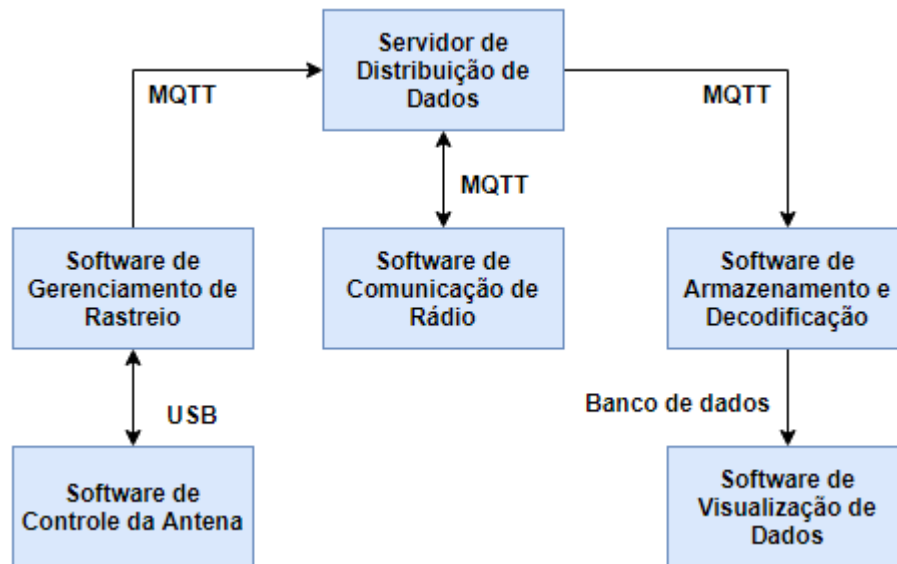 Servidor de
Distribuição de
Dados
MQTT
MQTT
MQTT
Software de
Gerenciamento de
Rastreio
Software de
Comunicação de
Rádio
Software de
Armazenamento e
Decodificação
USB
Banco de dados
Software de
Controle da Antena
Software de
Visualização de
Dados